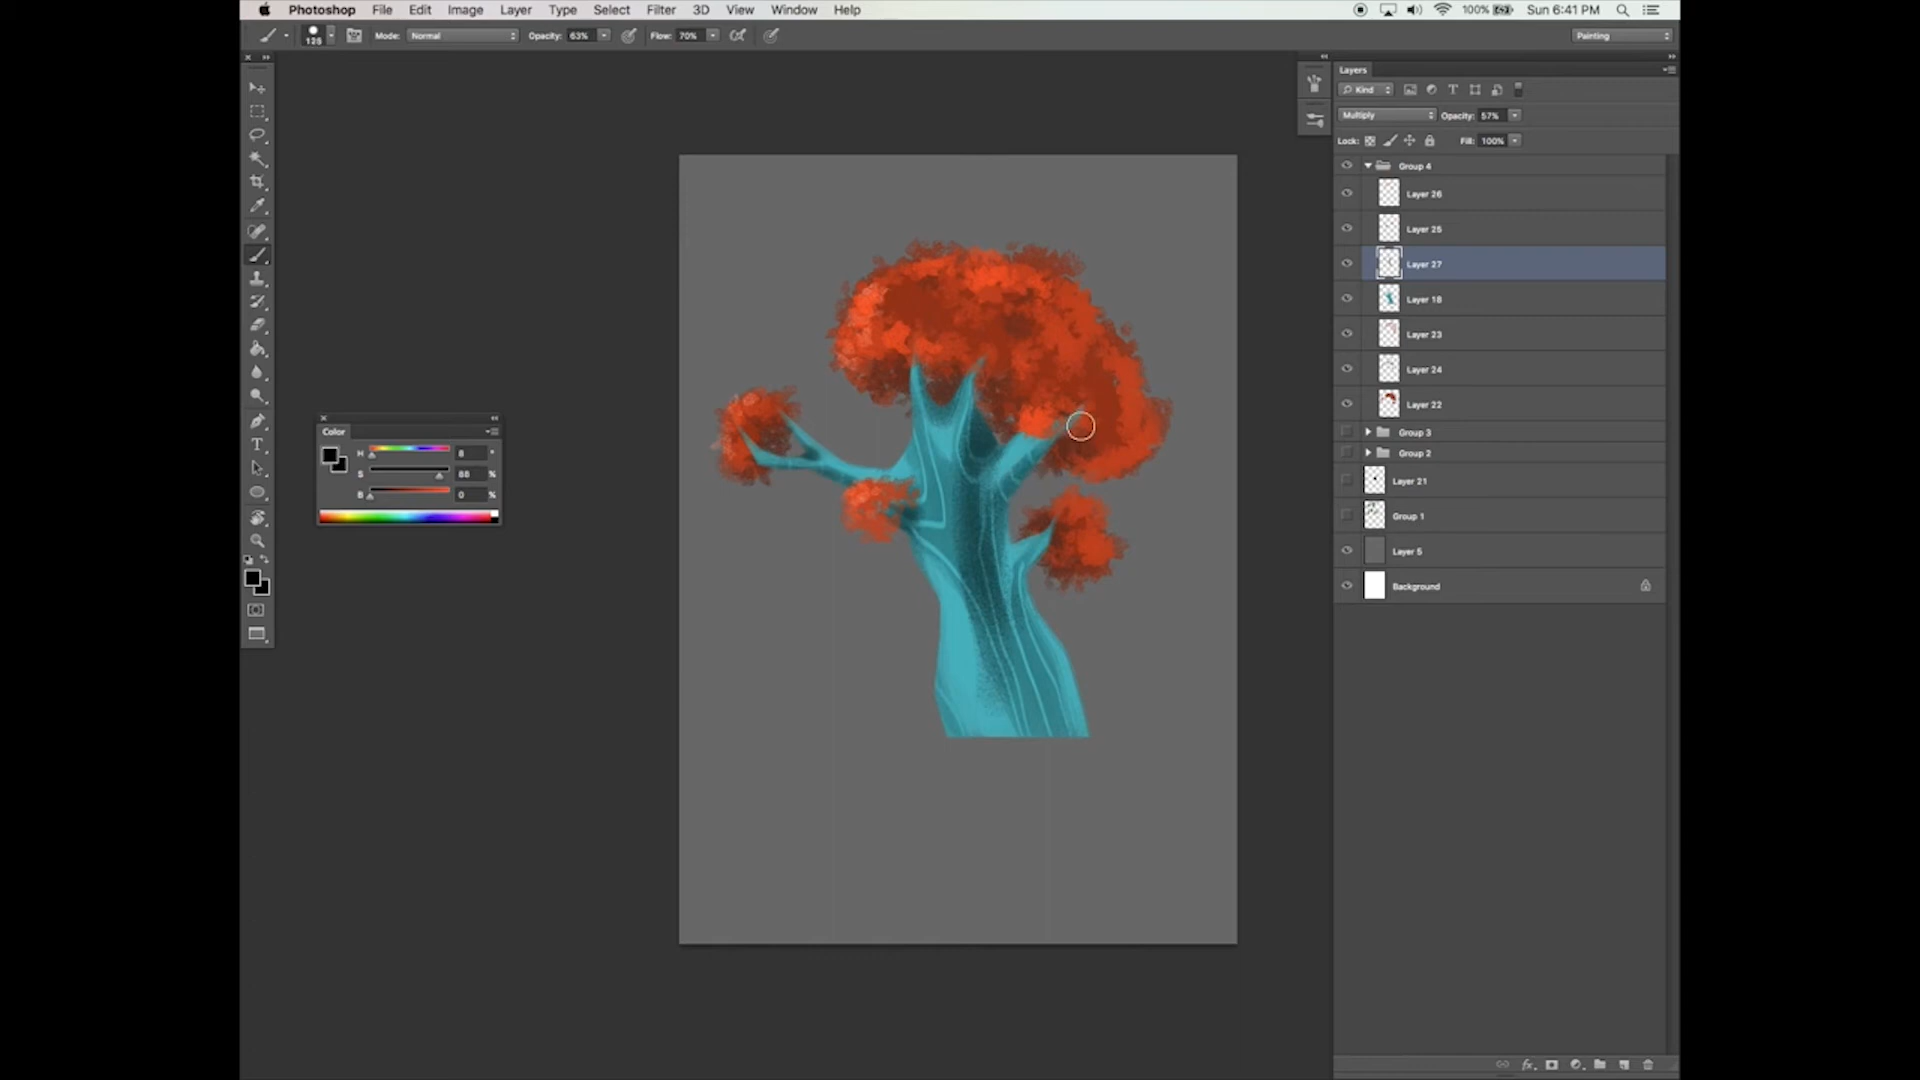 Photoshop File Edit Image Layer Type Select Filter 3D View Window Help 100% Sun 6:41 PM
125 Mode: Normal Opacity: 63% Flow: 70% Painting
Layers
Kind
Multiply Opacity: 57%
Lock: Fill: 100%
Group 4
Layer 26
Layer 25
Layer 27
Layer 18
Layer 23
Layer 24
Layer 22
Group 3
Group 2
Layer 21
Group 1
Layer 5
Background
Color
H 8 °
S 88 %
B 0 %